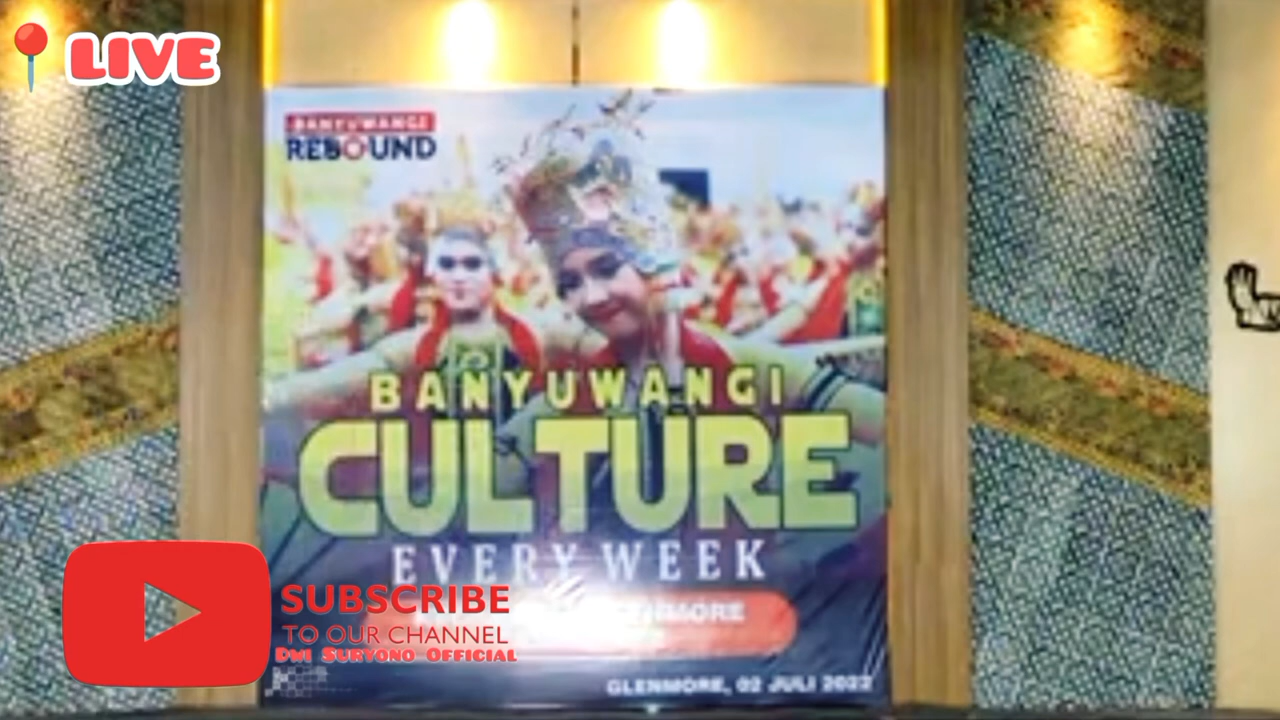 LIVE
BANYUWANGI
REBOUND
BANYUWANGI
CULTURE
EVERY WEEK
SUBSCRIBE
TO OUR CHANNEL
Dwi Suryono Official
GLENMORE, 02 JULI 2022